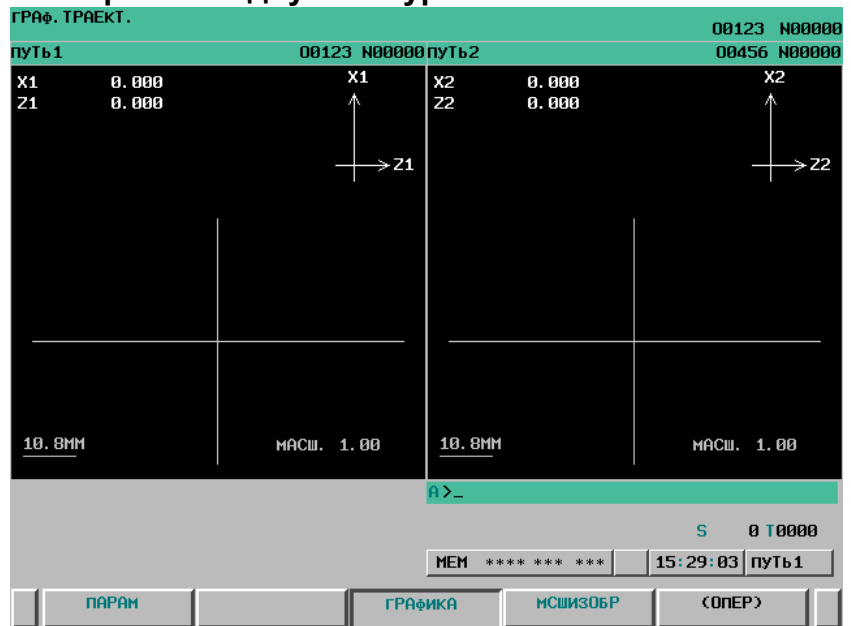 ГРАФ.ТРАЕКТ.
O0123 N00000
ПУТЬ1 O0123 N00000 ПУТЬ2 O0456 N00000
X1 0.000 X1 X2 0.000 X2
Z1 0.000 Z2 0.000
Z1 Z2
10.8ММ МАСШ. 1.00 10.8ММ МАСШ. 1.00
A>_
S 0 T0000
MEM **** *** *** 15:29:03 ПУТЬ1
ПАРАМ ГРАФИКА МСШИЗОБР (ОПЕР)